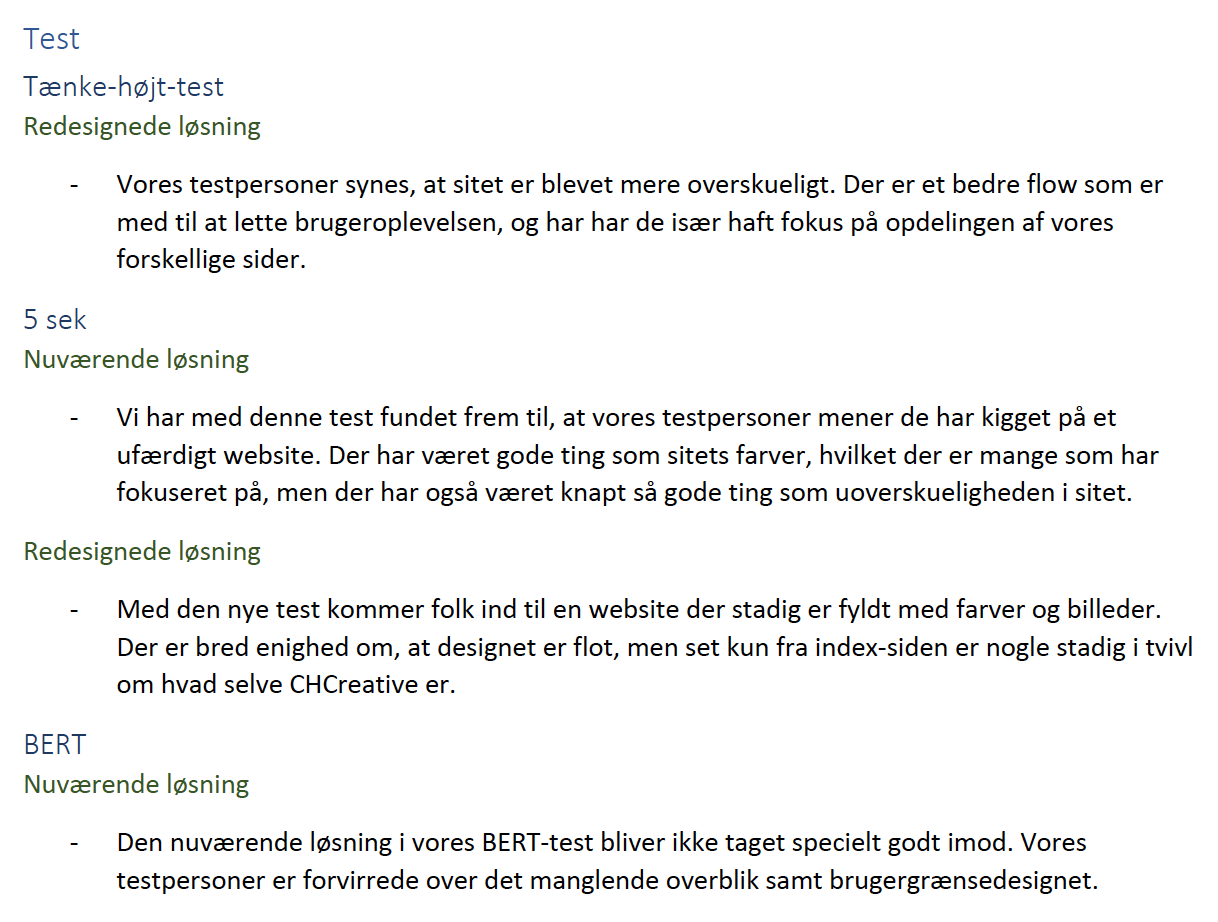 Test
Tænke-højt-test
Redesignede løsning
- Vores testpersoner synes, at sitet er blevet mere overskueligt. Der er et bedre flow som er
med til at lette brugeroplevelsen, og har har de især haft fokus på opdelingen af vores
forskellige sider.
5 sek
Nuværende løsning
- Vi har med denne test fundet frem til, at vores testpersoner mener de har kigget på et
ufærdigt website. Der har været gode ting som sitets farver, hvilket der er mange som har
fokuseret på, men der har også været knapt så gode ting som uoverskueligheden i sitet.
Redesignede løsning
- Med den nye test kommer folk ind til en website der stadig er fyldt med farver og billeder.
Der er bred enighed om, at designet er flot, men set kun fra index-siden er nogle stadig i tvivl
om hvad selve CHCreative er.
BERT
Nuværende løsning
- Den nuværende løsning i vores BERT-test bliver ikke taget specielt godt imod. Vores
testpersoner er forvirrede over det manglende overblik samt brugergrænsedesignet.